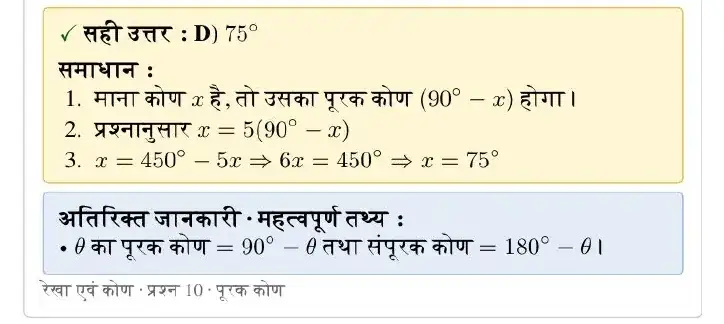 ✓ सही उत्तर : D) 75°
समाधान :
1. माना कोण x है, तो उसका पूरक कोण (90° − x) होगा।
2. प्रश्नानुसार x = 5(90° − x)
3. x = 450° − 5x ⇒ 6x = 450° ⇒ x = 75°
अतिरिक्त जानकारी · महत्वपूर्ण तथ्य :
• θ का पूरक कोण = 90° − θ तथा संपूरक कोण = 180° − θ।
रेखा एवं कोण · प्रश्न 10 · पूरक कोण